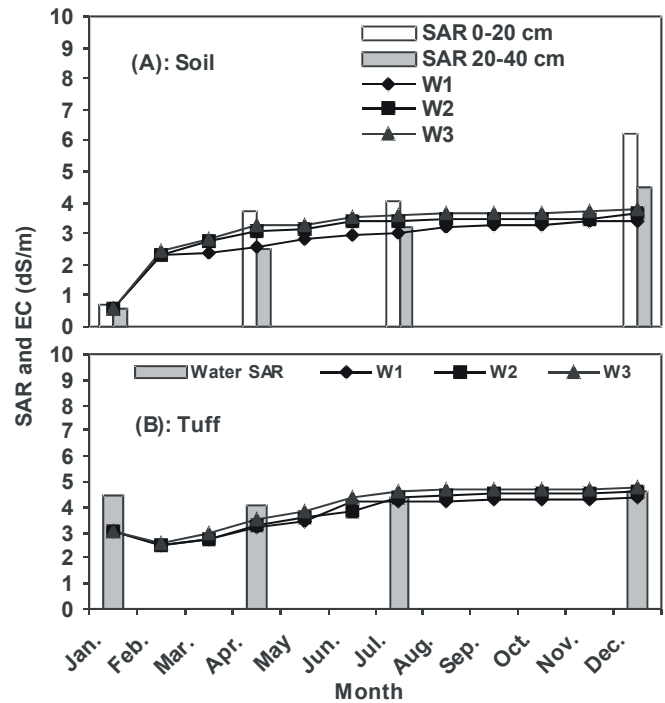 10
9
8
7
6
5
4
3
2
1
0
(A): Soil
SAR 0-20 cm
SAR 20-40 cm
W1
W2
W3
SAR and EC (dS/m)
10
9
8
7
6
5
4
3
2
1
0
Water SAR W1 W2 W3
(B): Tuff
Jan. Feb. Mar. Apr. May Jun. Jul. Aug. Sep. Oct. Nov. Dec.
Month